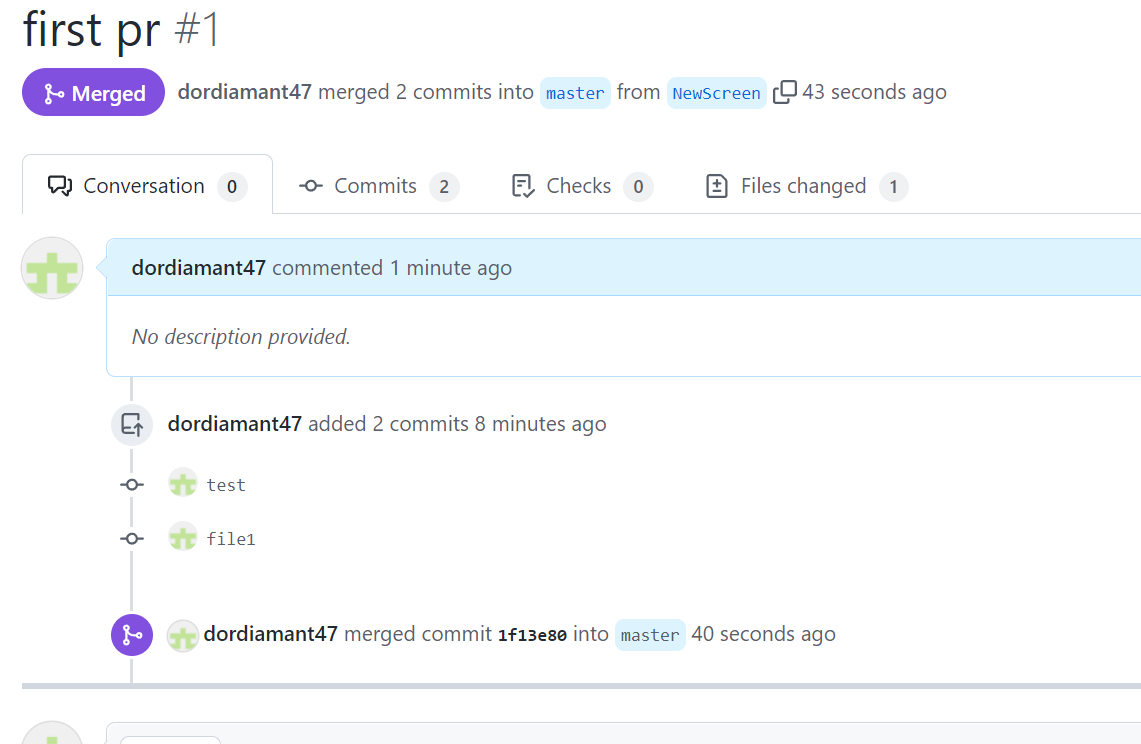 first pr #1
Merged dordiamant47 merged 2 commits into master from NewScreen 43 seconds ago
Conversation 0 Commits 2 Checks 0 Files changed 1
dordiamant47 commented 1 minute ago
No description provided.
dordiamant47 added 2 commits 8 minutes ago
test
file1
dordiamant47 merged commit 1f13e80 into master 40 seconds ago